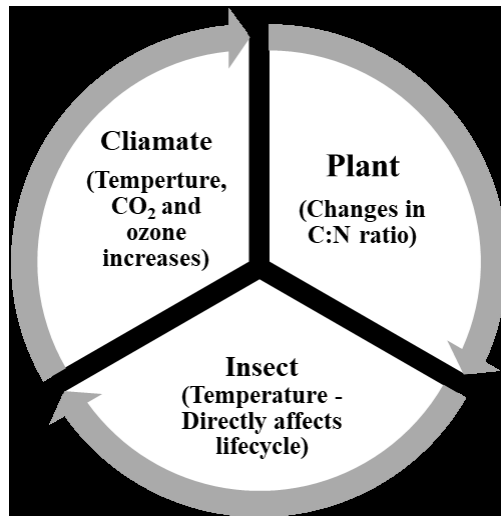 Cliamate
(Temperture,
CO₂ and
ozone
increases)
Plant
(Changes in
C:N ratio)
Insect
(Temperature -
Directly affects
lifecycle)